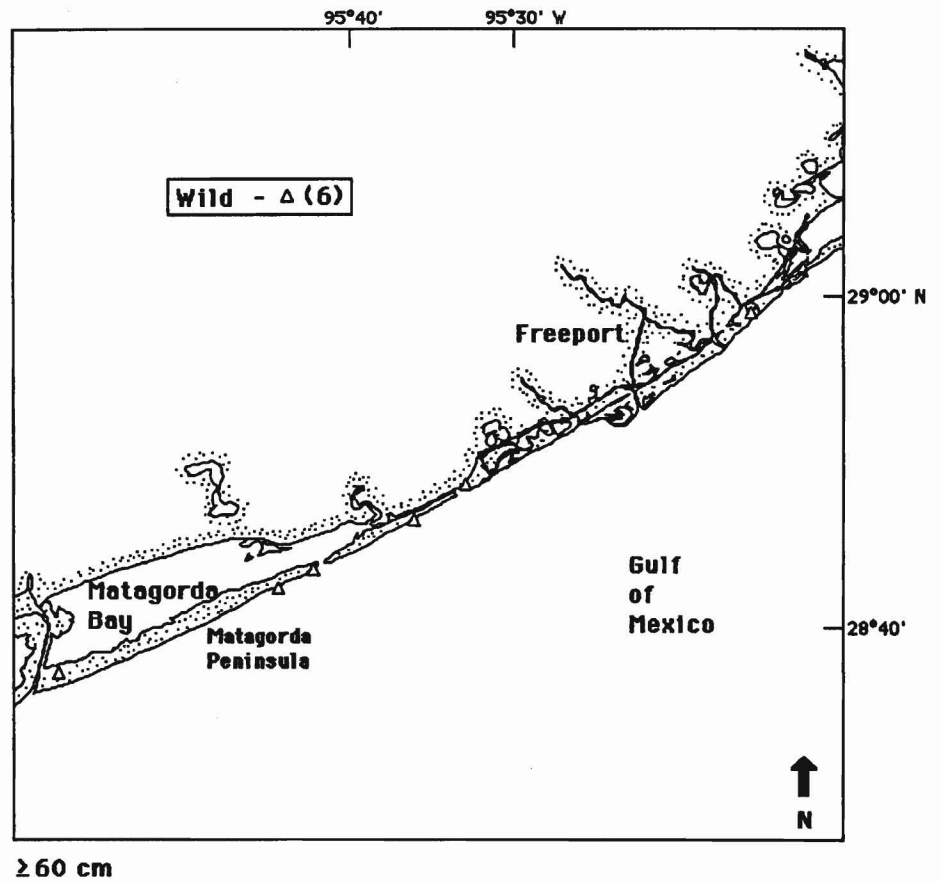 95°40' 95°30' W
Wild - △ (6)
29°00' N
Freeport
Gulf
of
Mexico
Matagorda
Bay
28°40'
Matagorda
Peninsula
N
≥60 cm